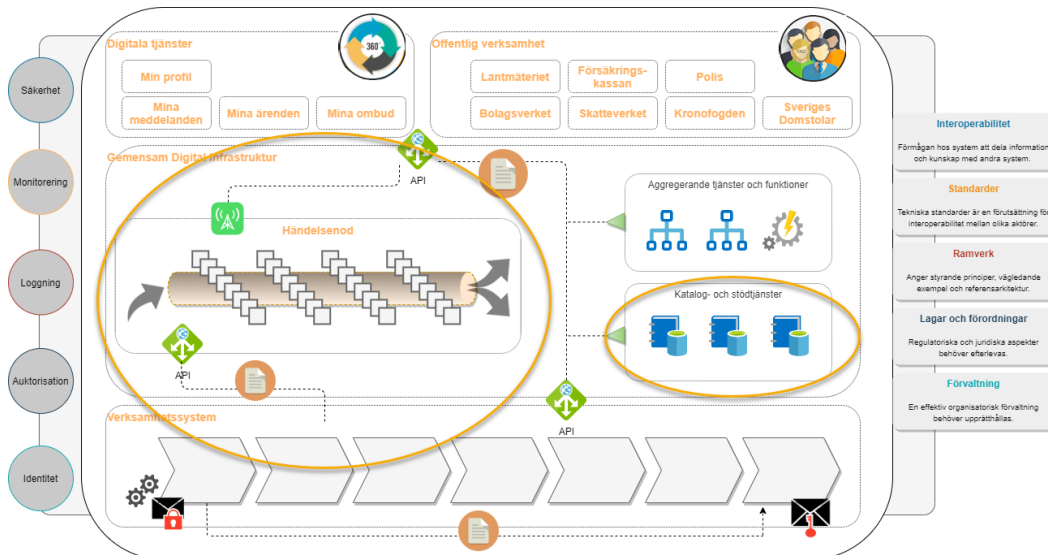 Digitala tjänster
360°
Min profil
Mina
meddelanden
Mina ärenden
Mina ombud
Offentlig verksamhet
Lantmäteriet
Försäkrings-
kassan
Polis
Bolagsverket
Skatteverket
Kronofogden
Sveriges
Domstolar
Säkerhet
Monitorering
Loggning
Auktorisation
Identitet
Gemensam Digital Infrastruktur
API
Händelsenod
API
Aggregerande tjänster och funktioner
Katalog- och stödtjänster
API
Verksamhetssystem
Interoperabilitet
Förmågan hos system att dela information
och kunskap med andra system.
Standarder
Tekniska standarder är en förutsättning för
interoperabilitet mellan olika aktörer.
Ramverk
Anger styrande principer, vägledande
exempel och referensarkitektur.
Lagar och förordningar
Regulatoriska och juridiska aspekter
behöver efterlevas.
Förvaltning
En effektiv organisatorisk förvaltning
behöver upprätthållas.